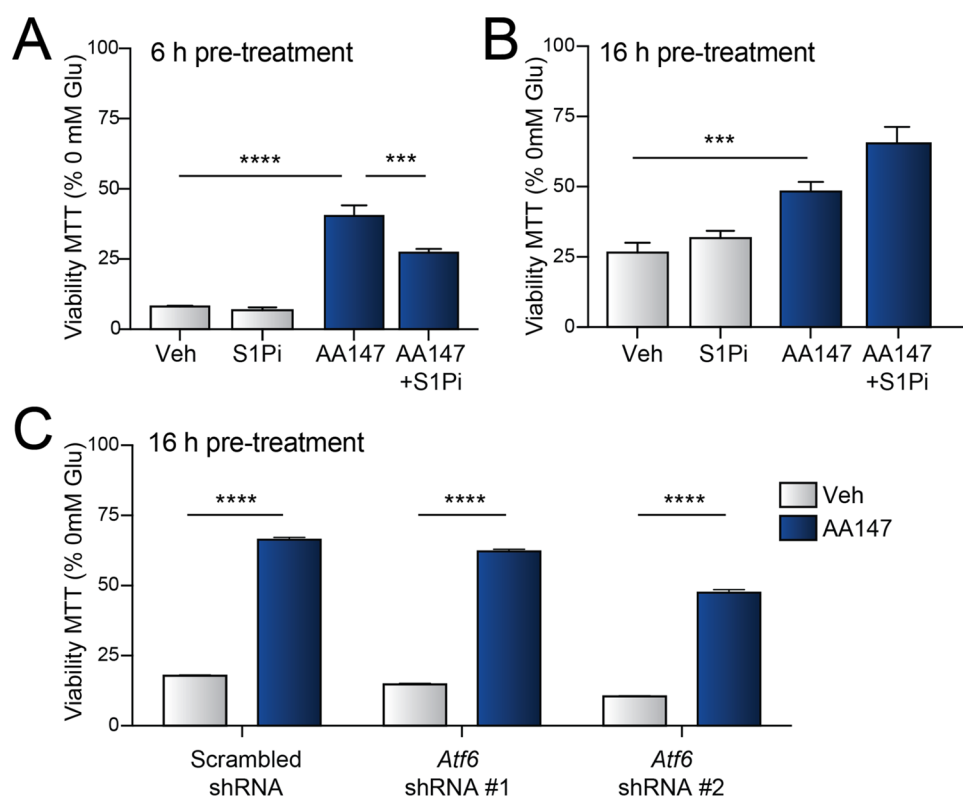 A
6 h pre-treatment
Viability MTT (% 0 mM Glu)
100
75
50
25
0
****
***
Veh
S1Pi
AA147
AA147
+S1Pi
B
16 h pre-treatment
Viability MTT (% 0mM Glu)
100
75
50
25
0
***
Veh
S1Pi
AA147
AA147
+S1Pi
C
16 h pre-treatment
Viability MTT (% 0mM Glu)
100
75
50
25
0
****
****
****
Veh
AA147
Scrambled
shRNA
Atf6
shRNA #1
Atf6
shRNA #2